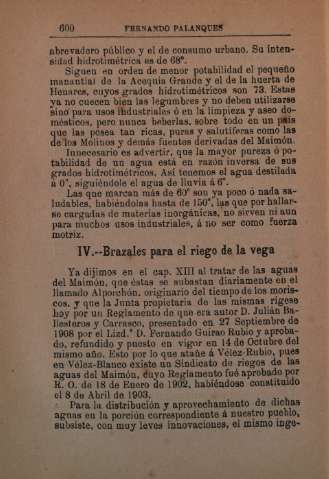 600 FERNANDO PALANQUES
abrevadero público y el de consumo urbano. Su inten-
sidad hidrotimétrica es de 68°.
Siguen en orden de menor potabilidad el pequeño
manantial de la Acequia Grande y el de la huerta de
Henares, cuyos grados hidrotimétricos son 73. Estas
ya no cuecen bien las legumbres y no deben utilizarse
sino para usos industriales ó en la limpieza y aseo do-
mésticos, pero nunca beberlas, sobre todo en un país
que las posea tan ricas, puras y salutíferas como las
de los Molinos y demás fuentes derivadas del Maimón.
Innecesario es advertir, que la mayor pureza ó po-
tabilidad de un agua está en razón inversa de sus
grados hidrotimétricos. Así tenemos el agua destilada
á 0°, siguiéndole el agua de lluvia á 6°.
Las que marcan más de 60° son ya poco ó nada sa-
ludables, habiéndolas hasta de 150°, las que por hallar-
se cargadas de materias inorgánicas, no sirven ni aun
para muchos usos industriales, á no ser como fuerza
motriz.
IV.--Brazales para el riego de la vega
Ya dijimos en el cap. XIII al tratar de las aguas
del Maimón, que éstas se subastan diariamente en el
llamado Alporchón, originario del tiempo de los moris-
cos, y que la Junta propietaria de las mismas rígese
hoy por un Reglamento de que era autor D. Julián Ba-
llesteros y Carrasco, presentado en 27 Septiembre de
1908 por el Lizd.° D. Fernando Guirao Rubio y aproba-
do, refundido y puesto en vigor en 14 de Octubre del
mismo año. Esto por lo que atañe á Vélez-Rubio, pues
en Vélez-Blanco existe un Sindicato de riegos de las
aguas del Maimón, cuyo Reglamento fué aprobado por
R. O. de 18 de Enero de 1902, habiéndose constituído
el 8 de Abril de 1903.
Para la distribución y aprovechamiento de dichas
aguas en la porción correspondiente á nuestro pueblo,
subsiste, con muy leves innovaciones, el mismo inge-